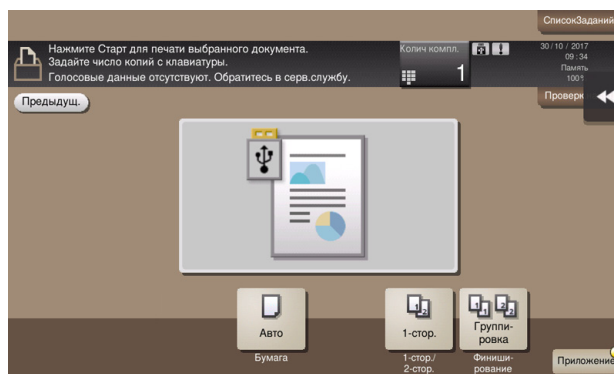 СписокЗаданий
Нажмите Старт для печати выбранного документа.
Задайте число копий с клавиатуры.
Голосовые данные отсутствуют. Обратитесь в серв.службу.
Колич компл.
1
30/10 / 2017
09 :34
Память
100%
Предыдущ.
Проверк
Авто
1-стор.
Группи-
ровка
Бумага
1-стор./
2-стор.
Финиши-
рование
Приложение